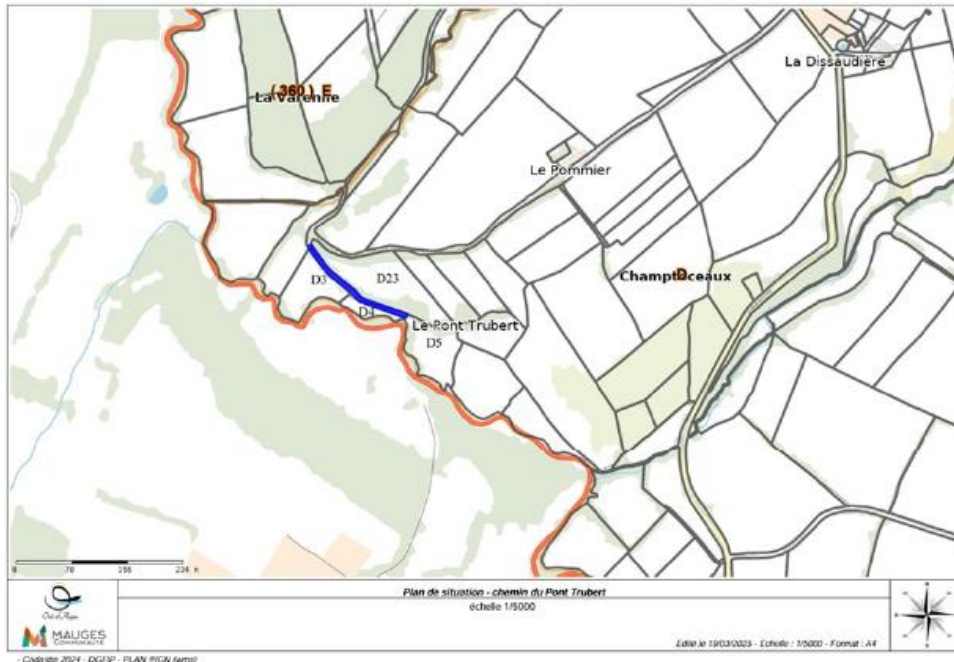 La Dissaudière
( 360 ) E
La Varenne
Le Pommier
D3
D23
Champtoceaux
D
D4
Le Pont Trubert
D5
0 78 156 234 m
Plan de situation - chemin du Pont Trubert
échelle 1/5000
MAUGES
COMMUNAUTÉ
Edité le 19/03/2025 - Echelle : 1/5000 - Format : A4
- Cadastre 2024 - DGFIP - PLAN